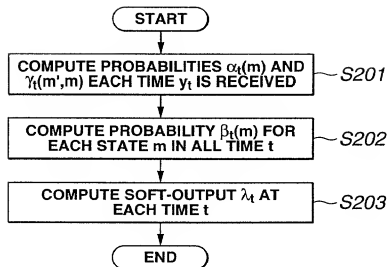 START
COMPUTE PROBABILITIES αt(m) AND
γt(m',m) EACH TIME yt IS RECEIVED
S201
COMPUTE PROBABILITY βt(m) FOR
EACH STATE m IN ALL TIME t
S202
COMPUTE SOFT-OUTPUT λt AT
EACH TIME t
S203
END